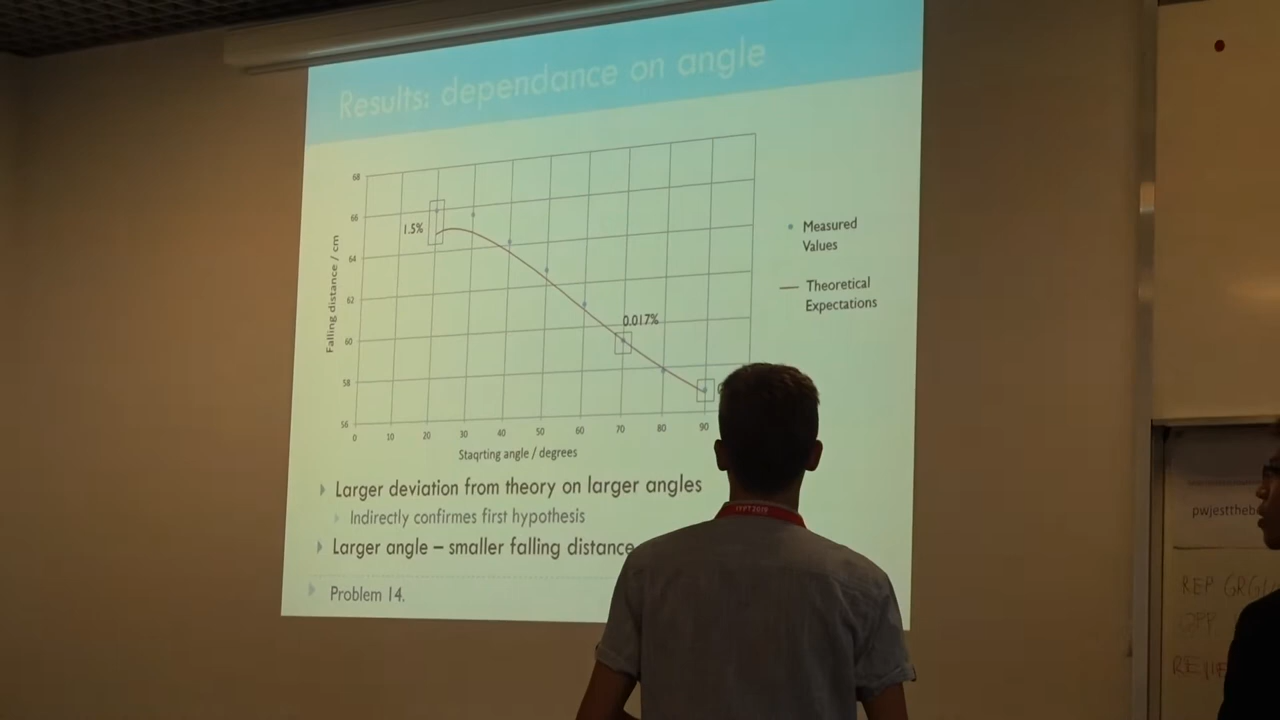 Results: dependance on angle
68
66
64
62
60
58
56
Falling distance / cm
1.5%
0.017%
0
10
20
30
40
50
60
70
80
90
Staqrting angle / degrees
Measured
Values
Theoretical
Expectations
Larger deviation from theory on larger angles
Indirectly confirmes first hypothesis
Larger angle – smaller falling distance
Problem 14.
IYPT2019
pwjesttheb
REP
OPP